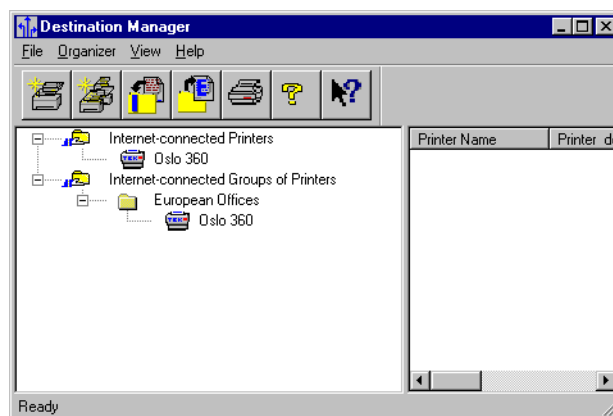 Destination Manager
File Organizer View Help
Internet-connected Printers
Oslo 360
Internet-connected Groups of Printers
European Offices
Oslo 360
Printer Name Printer_d
Ready